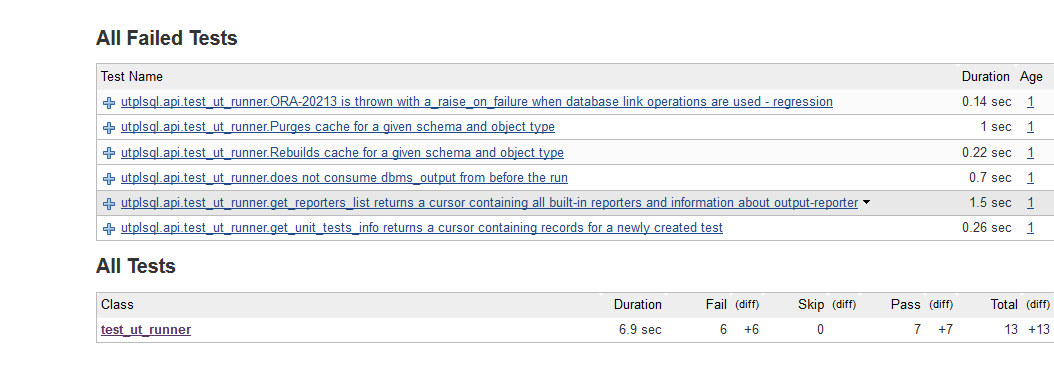 All Failed Tests
Test Name Duration Age
utplsql.api.test_ut_runner.ORA-20213 is thrown with a_raise_on_failure when database link operations are used - regression 0.14 sec 1
utplsql.api.test_ut_runner.Purges cache for a given schema and object type 1 sec 1
utplsql.api.test_ut_runner.Rebuilds cache for a given schema and object type 0.22 sec 1
utplsql.api.test_ut_runner.does not consume dbms_output from before the run 0.7 sec 1
utplsql.api.test_ut_runner.get_reporters_list returns a cursor containing all built-in reporters and information about output-reporter 1.5 sec 1
utplsql.api.test_ut_runner.get_unit_tests_info returns a cursor containing records for a newly created test 0.26 sec 1
All Tests
Class Duration Fail (diff) Skip (diff) Pass (diff) Total (diff)
test_ut_runner 6.9 sec 6 +6 0 7 +7 13 +13